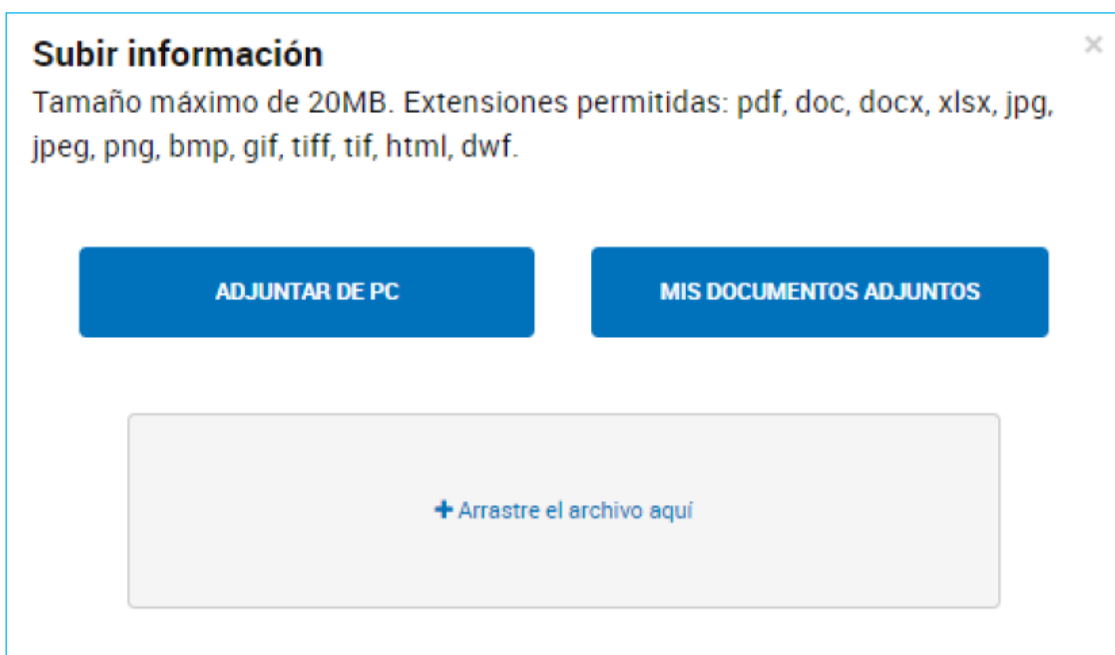 Subir información
Tamaño máximo de 20MB. Extensiones permitidas: pdf, doc, docx, xlsx, jpg,
jpeg, png, bmp, gif, tiff, tif, html, dwf.
ADJUNTAR DE PC
MIS DOCUMENTOS ADJUNTOS
+ Arrastre el archivo aquí